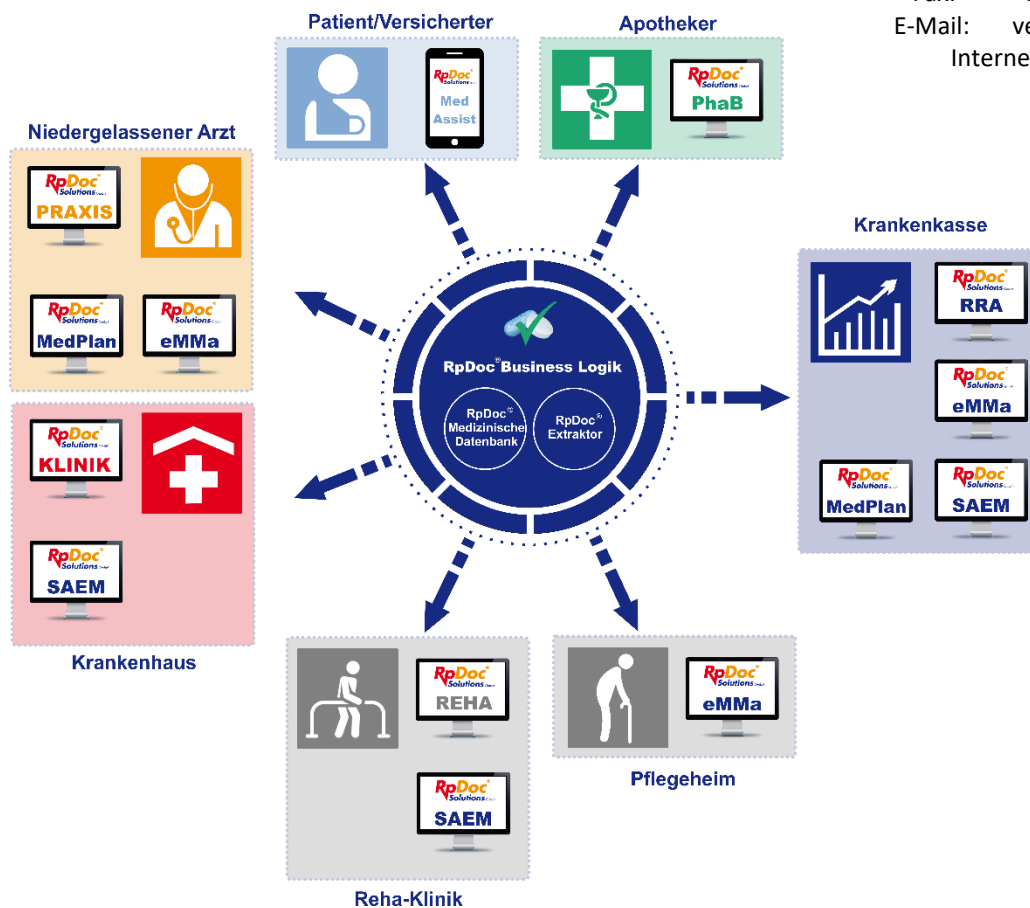 E-Mail: ve
Interne
Patient/Versicherter
Apotheker
RpDoc®
Solutions
Med
Assist
RpDoc®
Solutions
PhaB
Niedergelassener Arzt
RpDoc®
Solutions
PRAXIS
RpDoc®
Solutions
MedPlan
RpDoc®
Solutions
eMMa
Krankenkasse
RpDoc®
Solutions
RRA
RpDoc®
Solutions
eMMa
RpDoc®
Solutions
MedPlan
RpDoc®
Solutions
SAEM
RpDoc®Business Logik
RpDoc®
Medizinische
Datenbank
RpDoc®
Extraktor
RpDoc®
Solutions
KLINIK
RpDoc®
Solutions
SAEM
Krankenhaus
RpDoc®
Solutions
REHA
RpDoc®
Solutions
SAEM
Reha-Klinik
RpDoc®
Solutions
eMMa
Pflegeheim